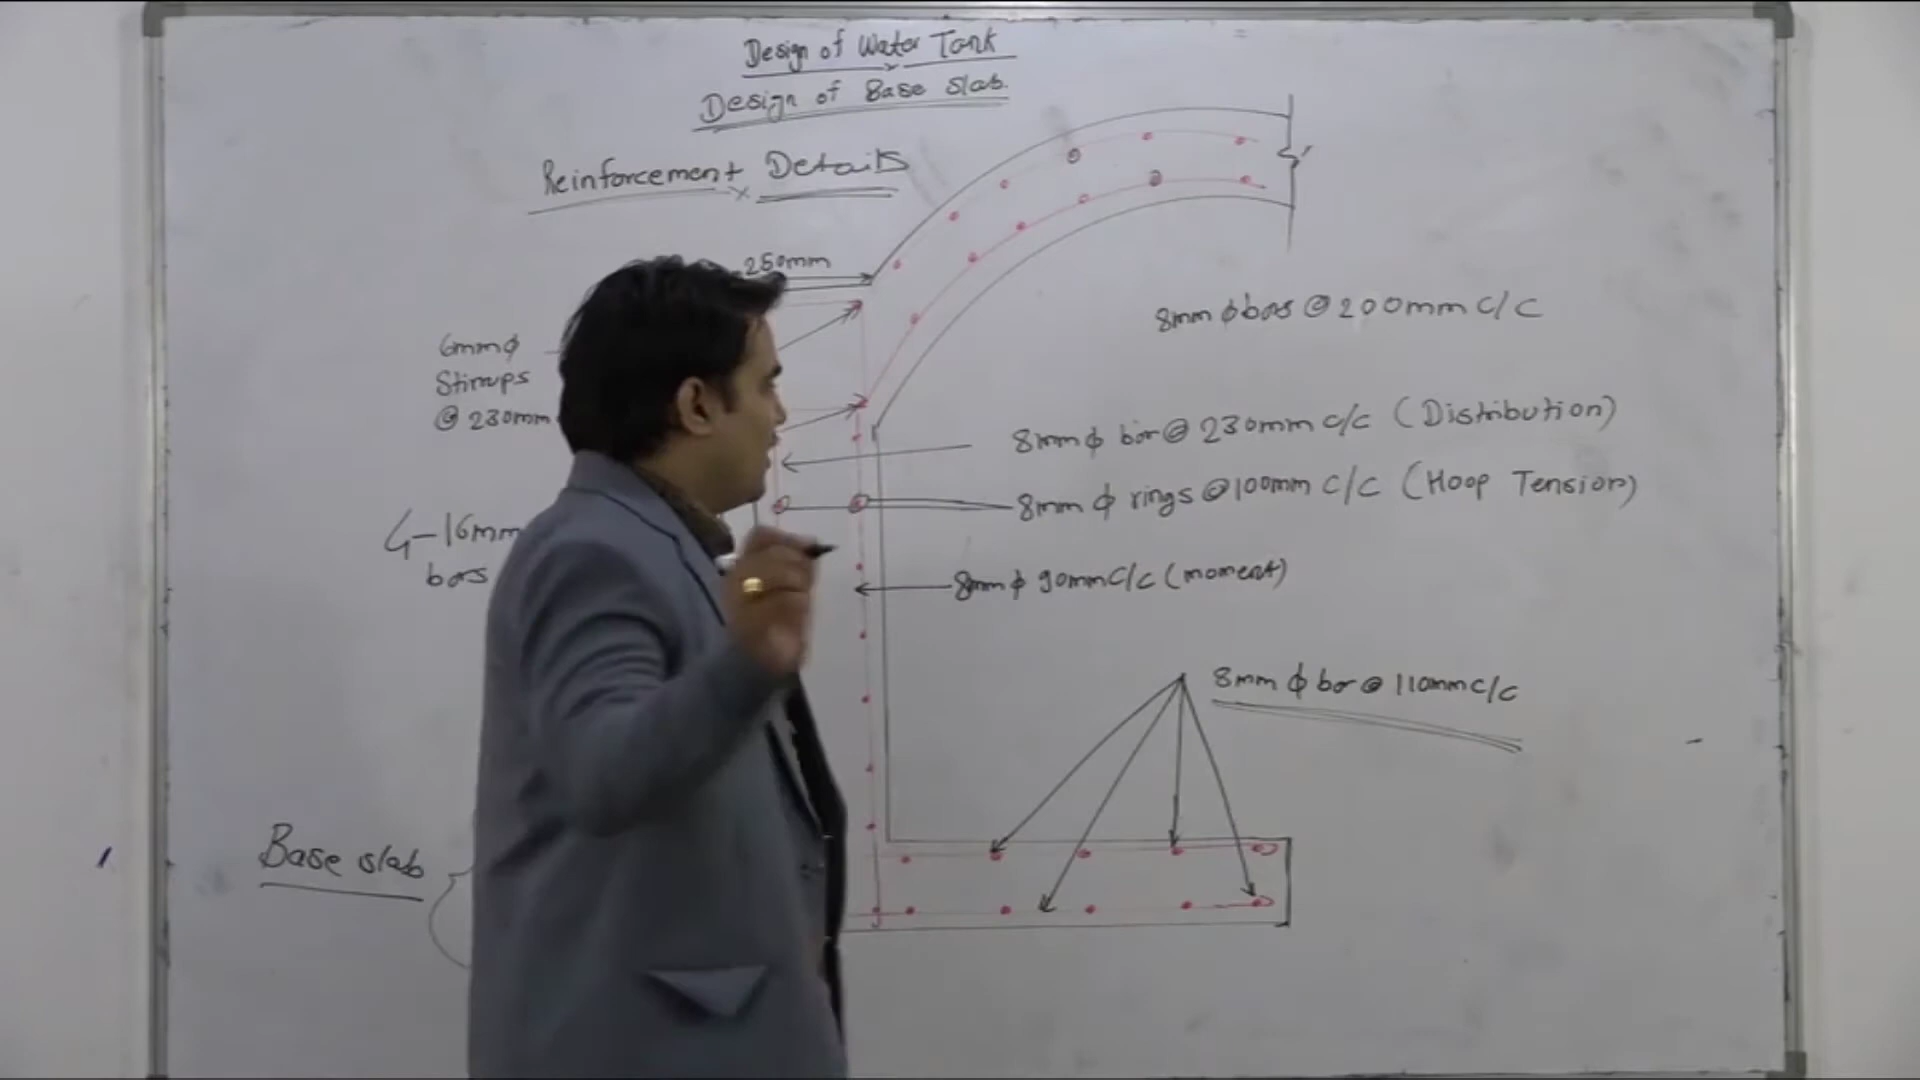 Design of Water Tank
Design of Base Slab.
Reinforcement Details
250mm
6mmϕ
Stirrups
@ 230mm
4-16mm
bars
8mm ϕ bars @ 200mm c/c
8mm ϕ bar @ 230mm c/c (Distribution)
8mm ϕ rings @ 100mm c/c (Hoop Tension)
8mm ϕ 90mm c/c (moment)
8mm ϕ bar @ 110mm c/c
Base slab